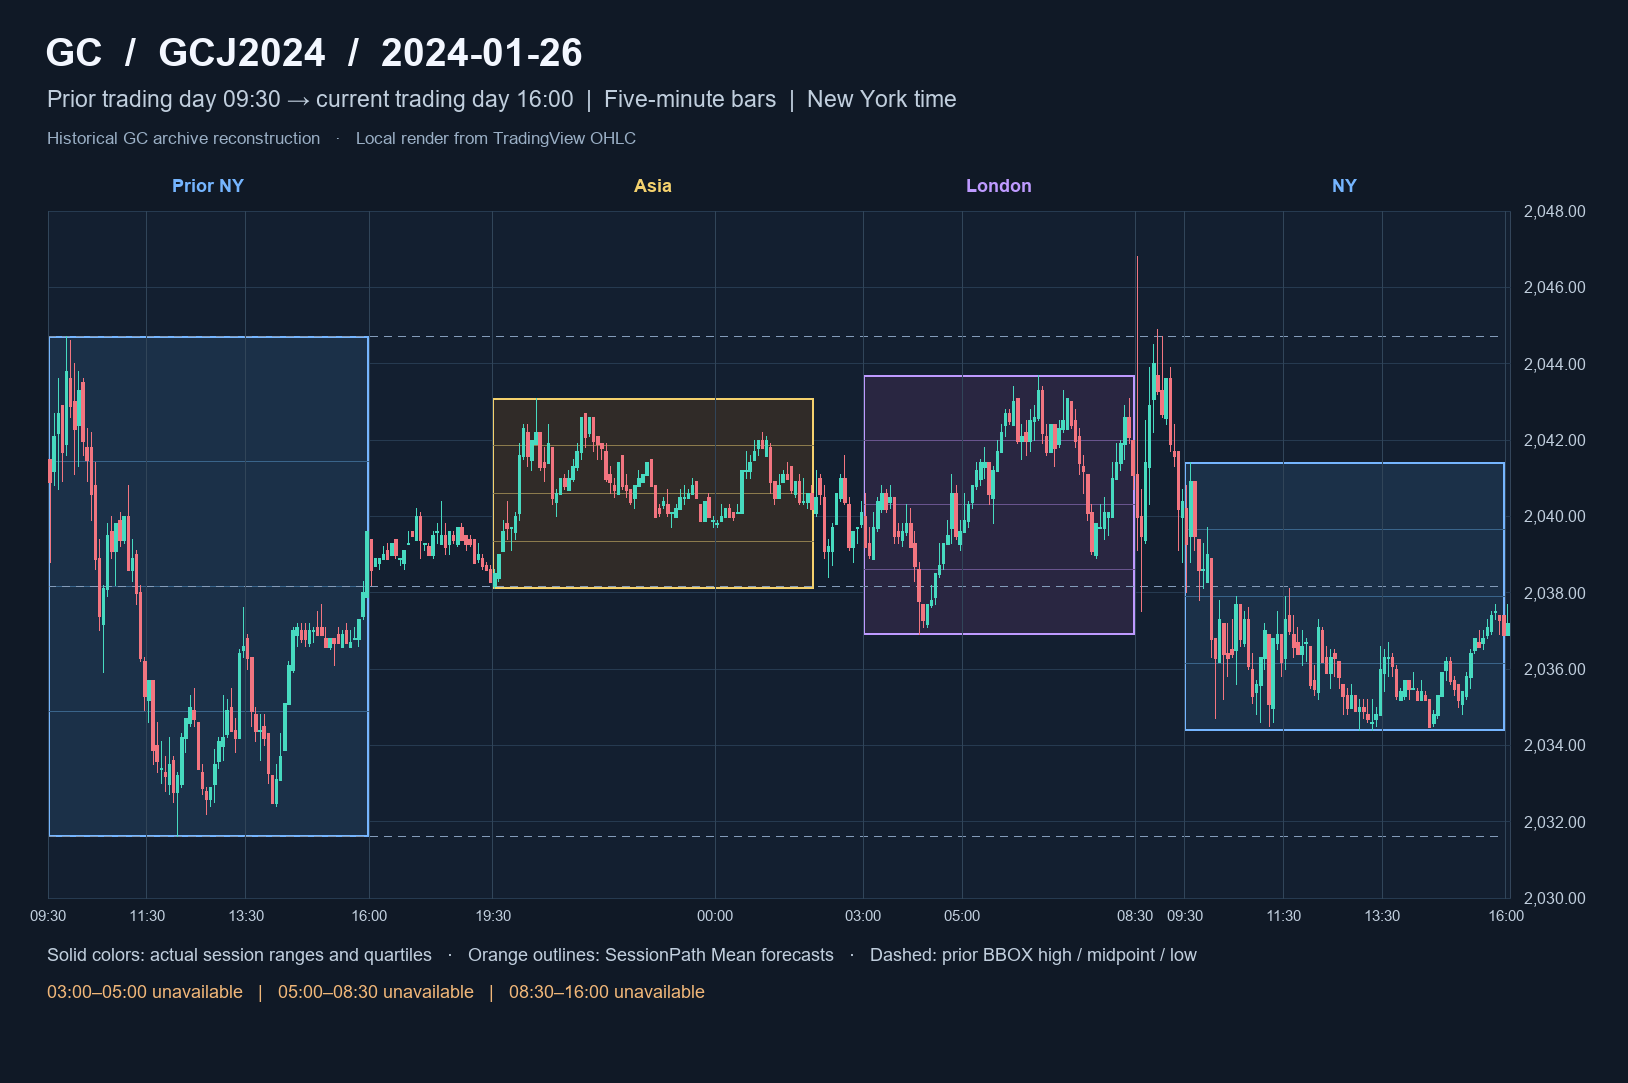 GC / GCJ2024 / 2024-01-26
Prior trading day 09:30 → current trading day 16:00 | Five-minute bars | New York time
Historical GC archive reconstruction · Local render from TradingView OHLC
Prior NY
Asia
London
NY
2,048.00
2,046.00
2,044.00
2,042.00
2,040.00
2,038.00
2,036.00
2,034.00
2,032.00
2,030.00
09:30 11:30 13:30 16:00 19:30 00:00 03:00 05:00 08:30 09:30 11:30 13:30 16:00
Solid colors: actual session ranges and quartiles · Orange outlines: SessionPath Mean forecasts · Dashed: prior BBOX high / midpoint / low
03:00–05:00 unavailable | 05:00–08:30 unavailable | 08:30–16:00 unavailable